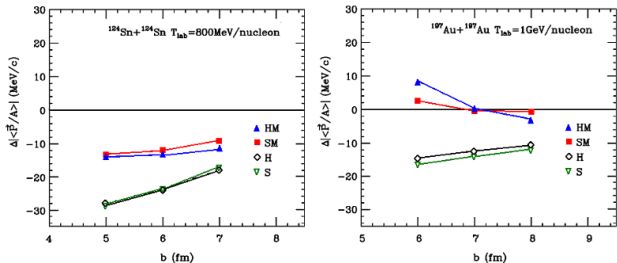 30
20
10
0
−10
−20
−30
4 5 6 7 8
Δ|<P⃗/A>| (MeV/c)
b (fm)
¹²⁴Sn+¹²⁴Sn T_lab=800MeV/nucleon
HM
SM
H
S
30
20
10
0
−10
−20
−30
5 6 7 8 9
Δ|<P⃗/A>| (MeV/c)
b (fm)
¹⁹⁷Au+¹⁹⁷Au T_lab=1GeV/nucleon
HM
SM
H
S